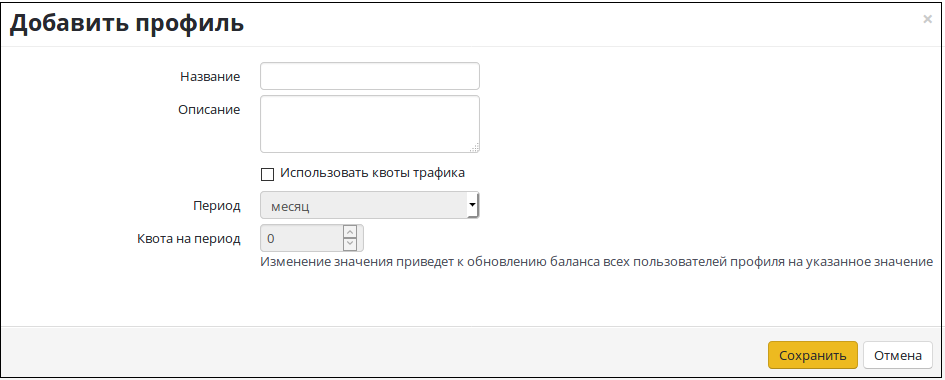 Добавить профиль
×
Название
Описание
Использовать квоты трафика
Период месяц
Квота на период 0
Изменение значения приведет к обновлению баланса всех пользователей профиля на указанное значение
Сохранить Отмена